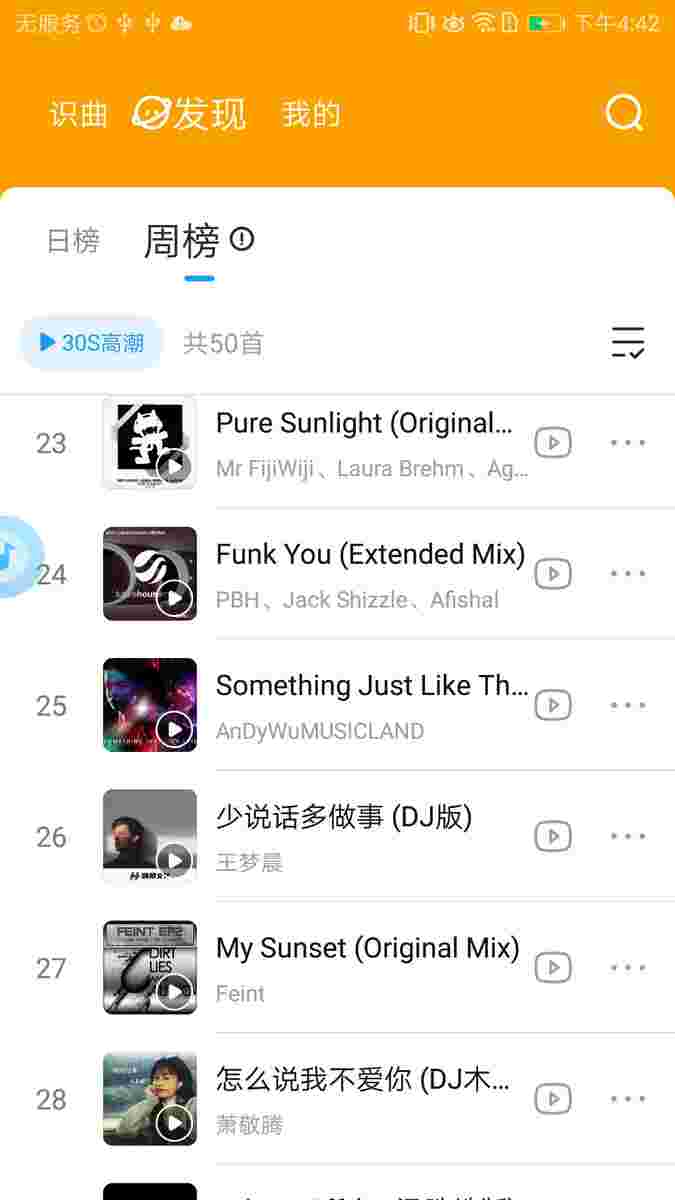 无服务 下午4:42
识曲 发现 我的
日榜 周榜
30S高潮 共50首
23 Pure Sunlight (Original...
Mr FijiWiji、Laura Brehm、Ag...
24 Funk You (Extended Mix)
PBH、Jack Shizzle、Afishal
25 Something Just Like Th...
AnDyWuMUSICLAND
26 少说话多做事 (DJ版)
王梦晨
27 My Sunset (Original Mix)
Feint
FEINT EP2
DIRT
LIES
28 怎么说我不爱你 (DJ木...
萧敬腾